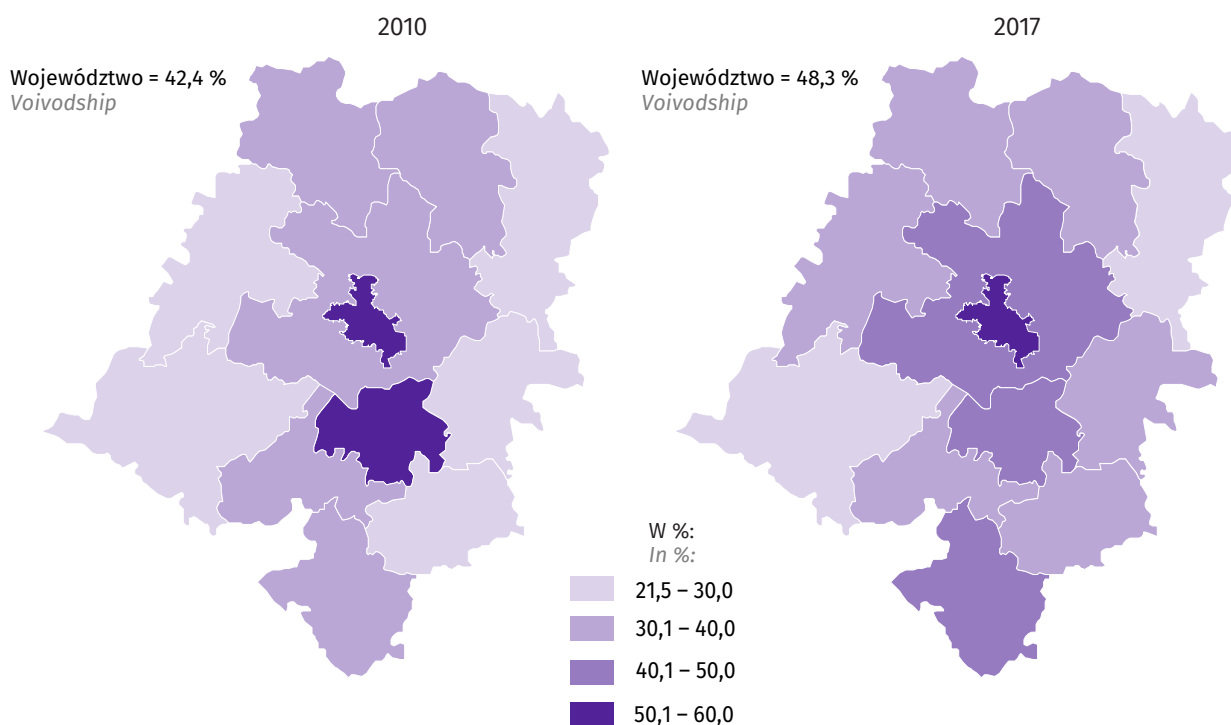 2010
Województwo = 42,4 %
Voivodship
2017
Województwo = 48,3 %
Voivodship
W %:
In %:
21,5 – 30,0
30,1 – 40,0
40,1 – 50,0
50,1 – 60,0